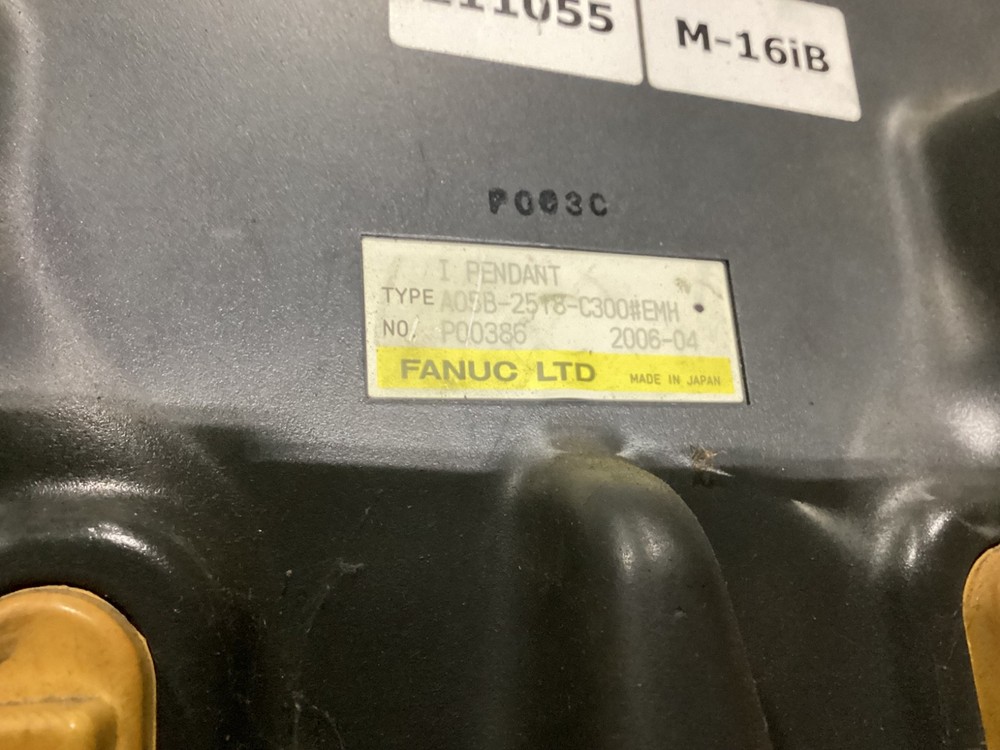 11055
M-16iB
P003C
I PENDANT
TYPE A05B-2518-C300#EMH
NO. P00386 2006-04
FANUC LTD MADE IN JAPAN